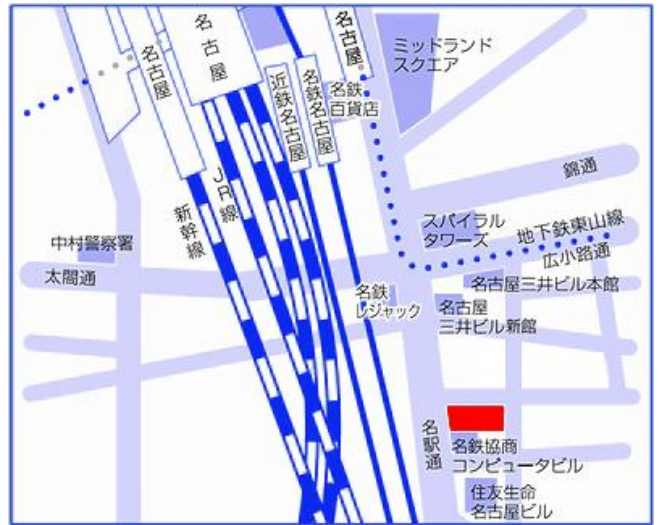 名古屋
名古屋
名古屋
近鉄名古屋
名鉄名古屋
名鉄
百貨店
ミッドランド
スクエア
錦通
新幹線
JR線
スパイラル
タワーズ
地下鉄東山線
広小路通
中村警察署
太閤通
名鉄
レジャック
名古屋三井ビル本館
名古屋
三井ビル新館
名駅通
名鉄協商
コンピュータビル
住友生命
名古屋ビル